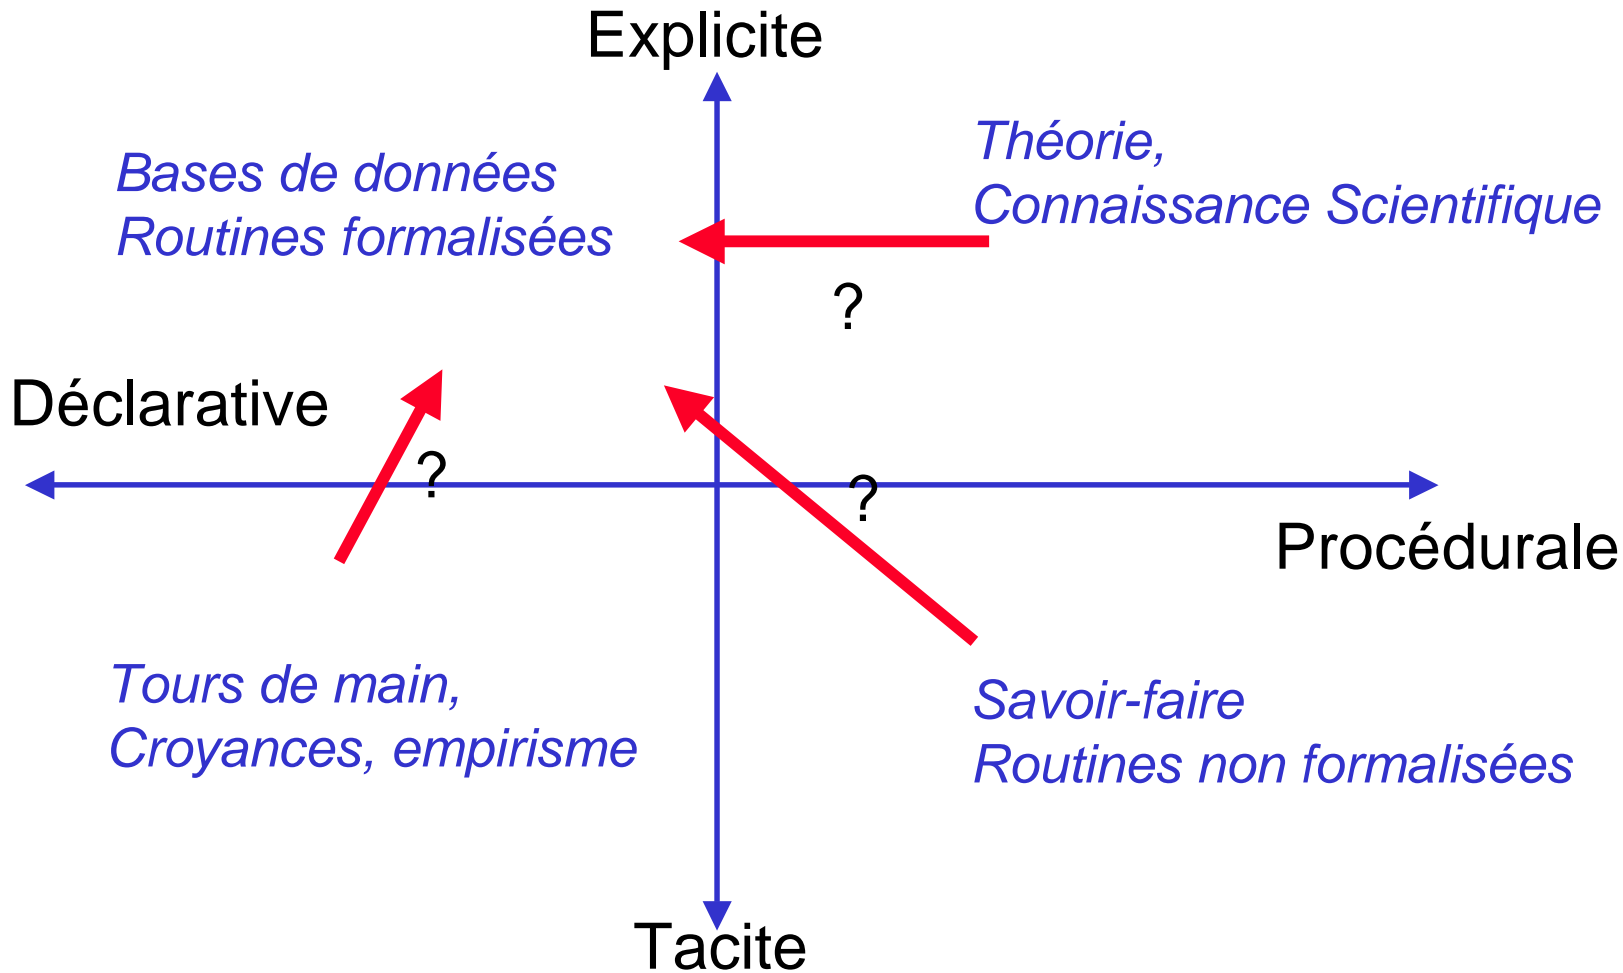 Explicite
Théorie,
Connaissance Scientifique
Bases de données
Routines formalisées
?
Déclarative
?
?
Procédurale
Tours de main,
Croyances, empirisme
Savoir-faire
Routines non formalisées
Tacite